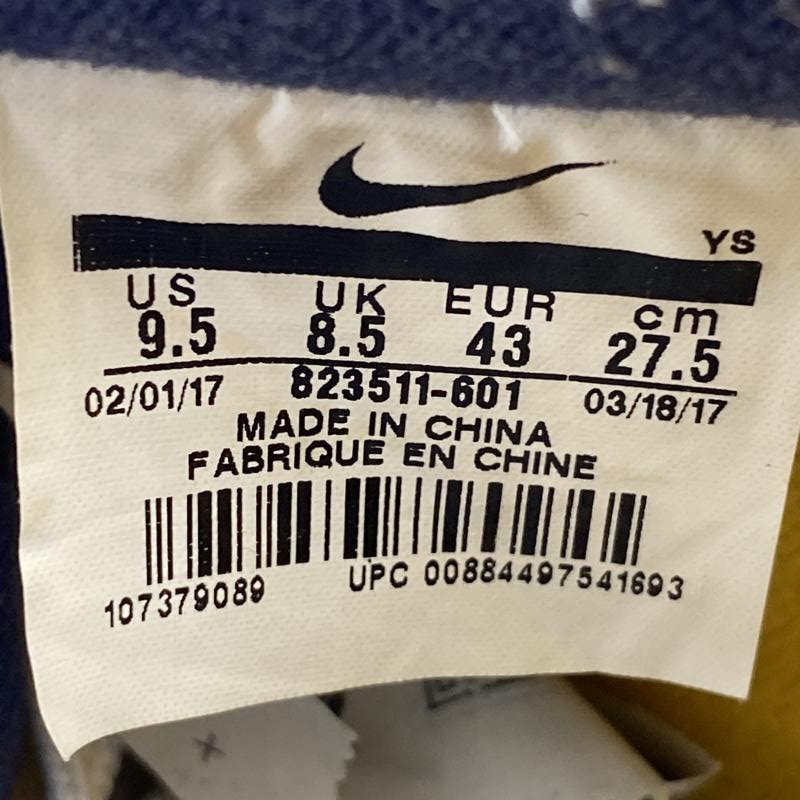 YS
US UK EUR cm
9.5 8.5 43 27.5
02/01/17 823511-601 03/18/17
MADE IN CHINA
FABRIQUE EN CHINE
107379089 UPC 00884497541693